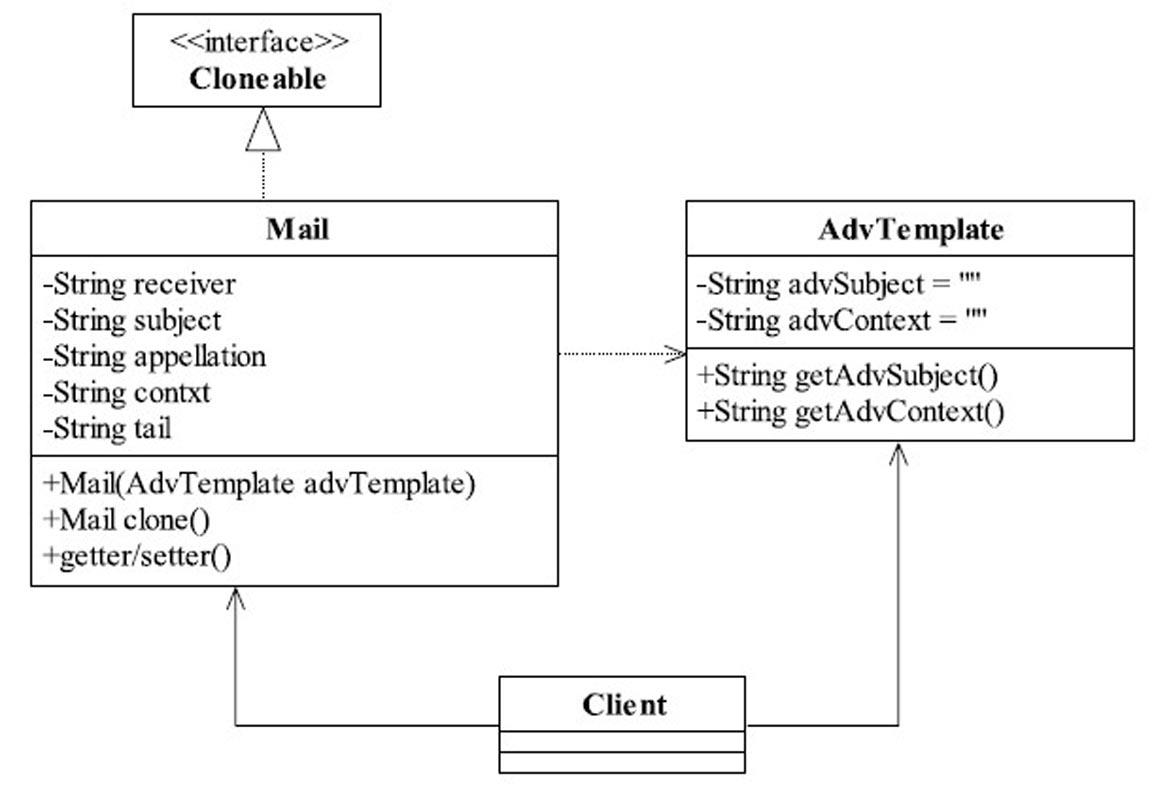 <<interface>>
Cloneable
Mail
-String receiver
-String subject
-String appellation
-String contxt
-String tail
+Mail(AdvTemplate advTemplate)
+Mail clone()
+getter/setter()
AdvTemplate
-String advSubject = ""
-String advContext = ""
+String getAdvSubject()
+String getAdvContext()
Client